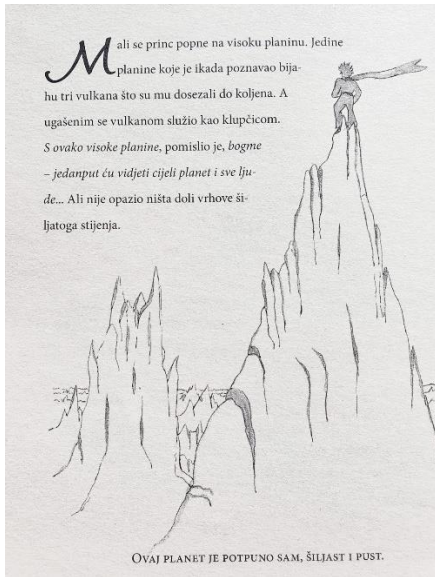 Mali se princ popne na visoku planinu. Jedine
planine koje je ikada poznavao bija-
hu tri vulkana što su mu dosezali do koljena. A
ugašenim se vulkanom služio kao klupčicom.
S ovako visoke planine, pomislio je, bogme
– jedanput ću vidjeti cijeli planet i sve lju-
de... Ali nije opazio ništa doli vrhove ši-
ljatoga stijenja.
OVAJ PLANET JE POTPUNO SAM, ŠILJAST I PUST.